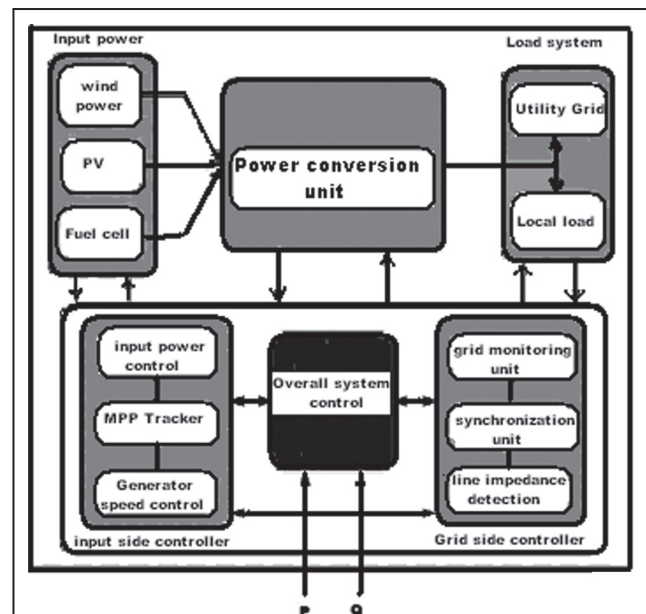 Input power
Load system
wind
power
PV
Fuel cell
Power conversion
unit
Utility Grid
Local load
input power
control
MPP Tracker
Generator
speed control
input side controller
Overall system
control
grid monitoring
unit
synchronization
unit
line impedance
detection
Grid side controller